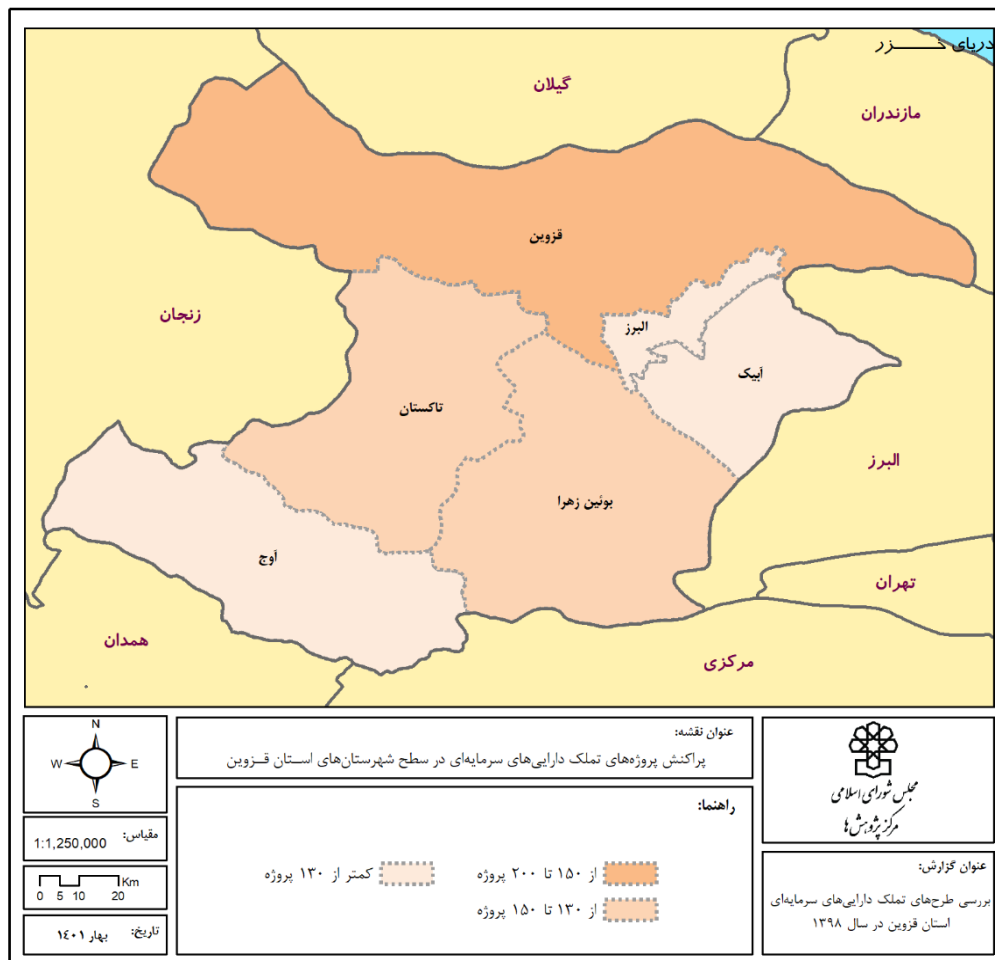 دریای خـــــزر
گیلان
مازندران
قزوین
زنجان
البرز
آبیک
تاکستان
البرز
بوئین زهرا
آوج
تهران
همدان
مرکزی
عنوان نقشه:
پراکنش پروژه‌های تملک دارایی‌های سرمایه‌ای در سطح شهرستان‌های اسـتان قـزوین
N
W E
S
مقیاس:
1:1,250,000
Km
0 5 10 20
تاریخ: بهار ۱٤۰۱
راهنما:
از ۱۵۰ تا ۲۰۰ پروژه
کمتر از ۱۳۰ پروژه
از ۱۳۰ تا ۱۵۰ پروژه
مجلس شورای اسلامی
مرکز پژوهش‌ها
عنوان گزارش:
بررسی طرح‌های تملک دارایی‌های سرمایه‌ای
استان قزوین در سال ۱۳۹۸